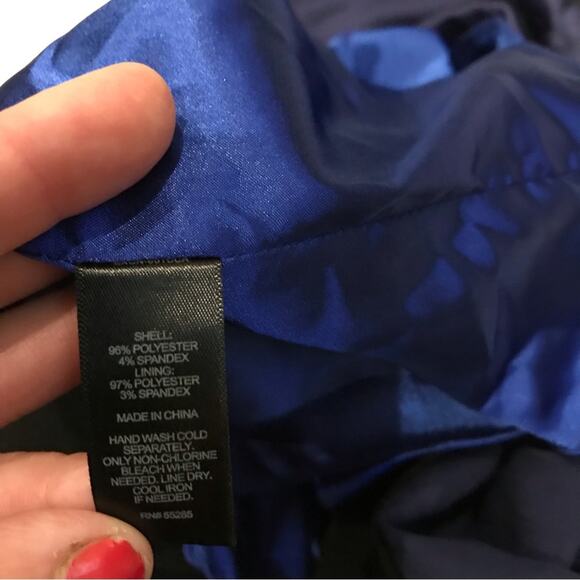 SHELL:
96% POLYESTER
4% SPANDEX
LINING:
97% POLYESTER
3% SPANDEX
MADE IN CHINA
HAND WASH COLD
SEPARATELY.
ONLY NON-CHLORINE
BLEACH WHEN
NEEDED. LINE DRY.
COOL IRON
IF NEEDED.
RN# 55285